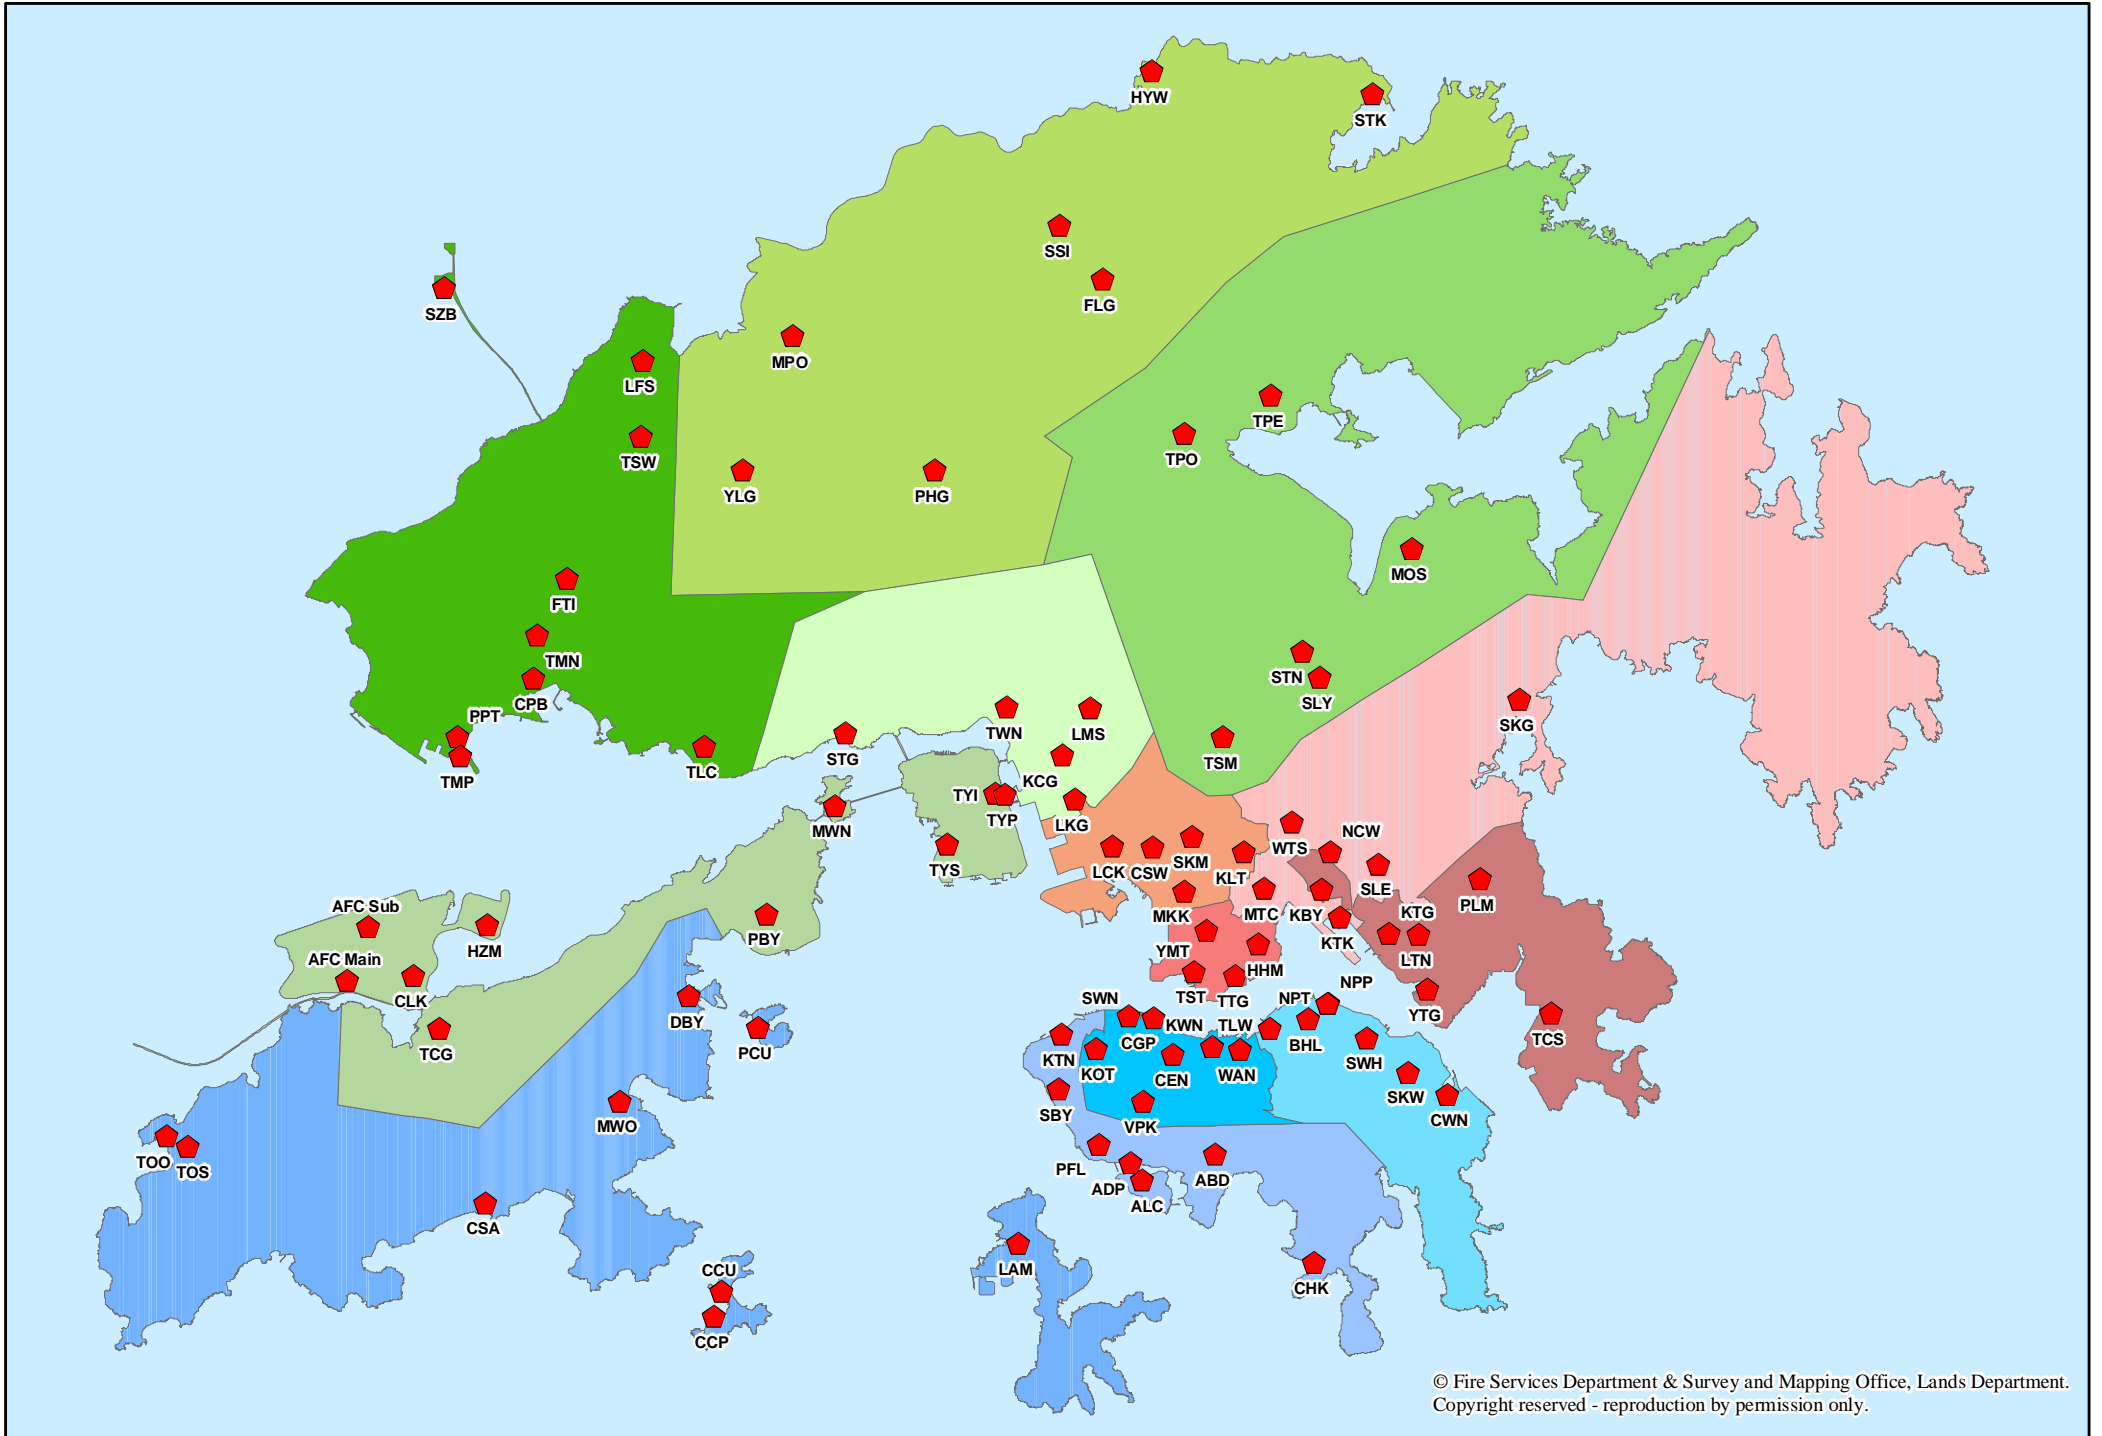 HYW
STK
SSI
FLG
SZB
MPO
LFS
TPE
TSW
TPO
YLG
PHG
MOS
FTI
TMN
STN
SLY
CPB
PPT
SKG
TWN
LMS
STG
TSM
TLC
TMP
KCG
TYI
TYP
LKG
MWN
NCW
WTS
TYS
LCK
CSW
SKM
KLT
SLE
AFC Sub
PLM
MKK
MTC
KBY
KTG
PBY
HZM
YMT
KTK
LTN
AFC Main
HHM
NPP
CLK
SWN
TST
TTG
NPT
YTG
DBY
KWN
TLW
TCG
PCU
KTN
CGP
BHL
TCS
KOT
CEN
WAN
SWH
SKW
MWO
SBY
VPK
CWN
TOO
TOS
PFL
ADP
ABD
ALC
CSA
LAM
CCU
CHK
CCP
© Fire Services Department & Survey and Mapping Office, Lands Department.
Copyright reserved - reproduction by permission only.